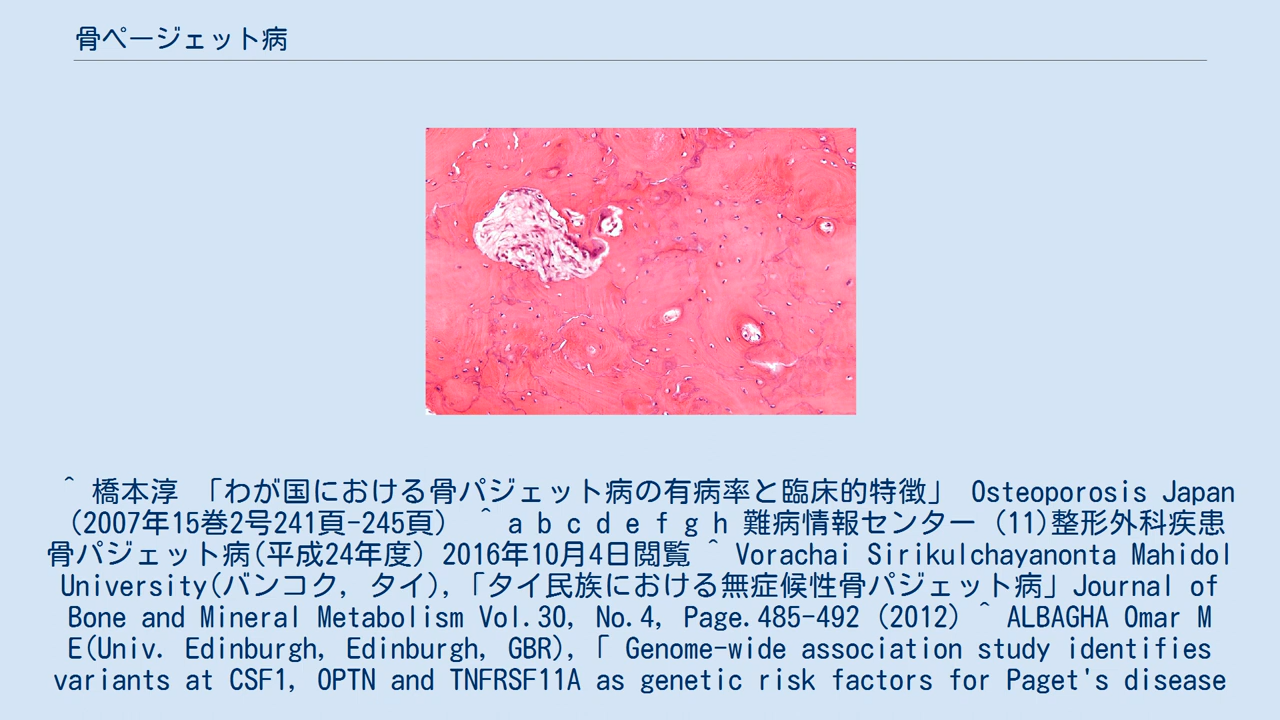 骨ページェット病
^ 橋本淳 「わが国における骨パジェット病の有病率と臨床的特徴」 Osteoporosis Japan
(2007年15巻2号241頁-245頁) ^ a b c d e f g h 難病情報センター (11)整形外科疾患
骨パジェット病(平成24年度) 2016年10月4日閲覧 ^ Vorachai Sirikulchayanonta Mahidol
University(バンコク, タイ),「タイ民族における無症候性骨パジェット病」Journal of
Bone and Mineral Metabolism Vol.30, No.4, Page.485-492 (2012) ^ ALBAGHA Omar M
E(Univ. Edinburgh, Edinburgh, GBR),「 Genome-wide association study identifies
variants at CSF1, OPTN and TNFRSF11A as genetic risk factors for Paget's disease